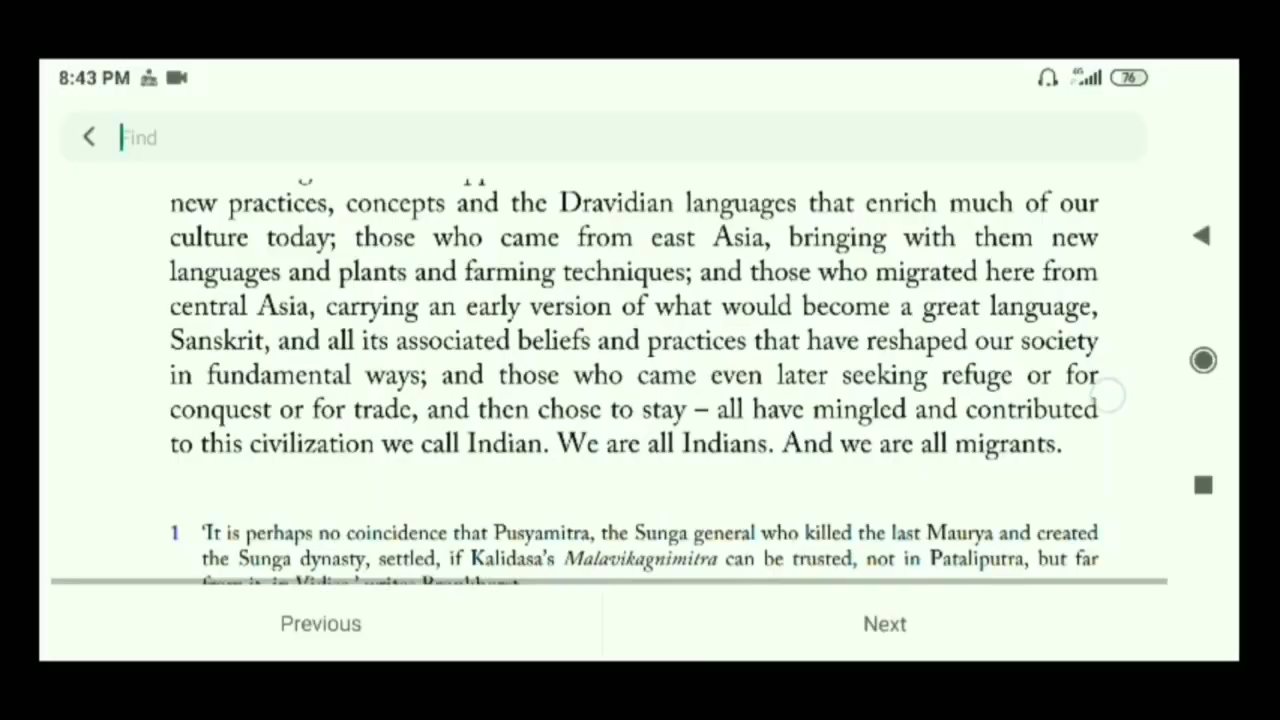 8:43 PM
4G
76
Find
new practices, concepts and the Dravidian languages that enrich much of our
culture today; those who came from east Asia, bringing with them new
languages and plants and farming techniques; and those who migrated here from
central Asia, carrying an early version of what would become a great language,
Sanskrit, and all its associated beliefs and practices that have reshaped our society
in fundamental ways; and those who came even later seeking refuge or for
conquest or for trade, and then chose to stay – all have mingled and contributed
to this civilization we call Indian. We are all Indians. And we are all migrants.
1 ‘It is perhaps no coincidence that Pusyamitra, the Sunga general who killed the last Maurya and created
the Sunga dynasty, settled, if Kalidasa’s Malavikagnimitra can be trusted, not in Pataliputra, but far
Previous
Next